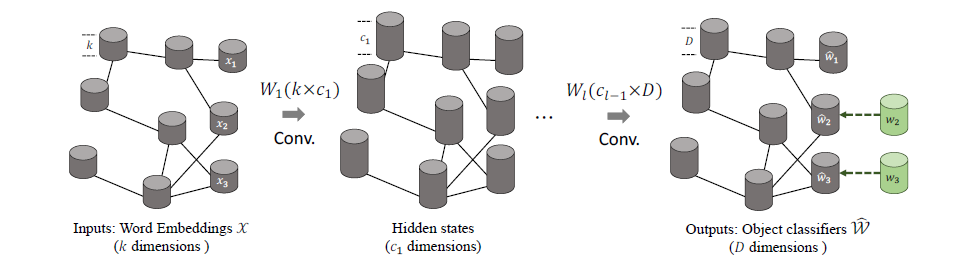 k
x₁
x₂
x₃
W₁(k×c₁)
Conv.
c₁
...
Wₗ(cₗ₋₁×D)
Conv.
D
ŵ₁
ŵ₂
w₂
ŵ₃
w₃
Inputs: Word Embeddings 𝒳
(k dimensions )
Hidden states
(c₁ dimensions)
Outputs: Object classifiers 𝒲̂
(D dimensions )